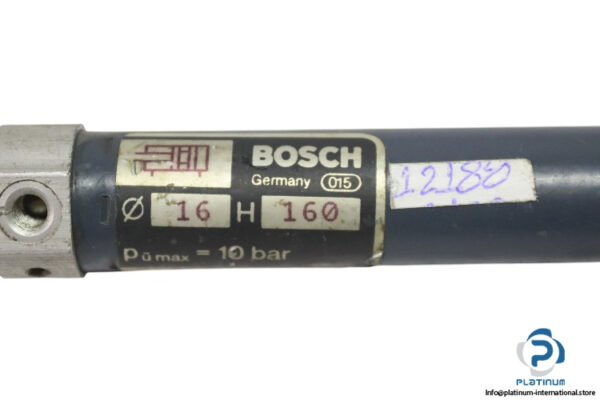 BOSCH
Germany 015
Ø 16 H 160
pü max = 10 bar
12180
PLATINUM
Info@platinum-international.store